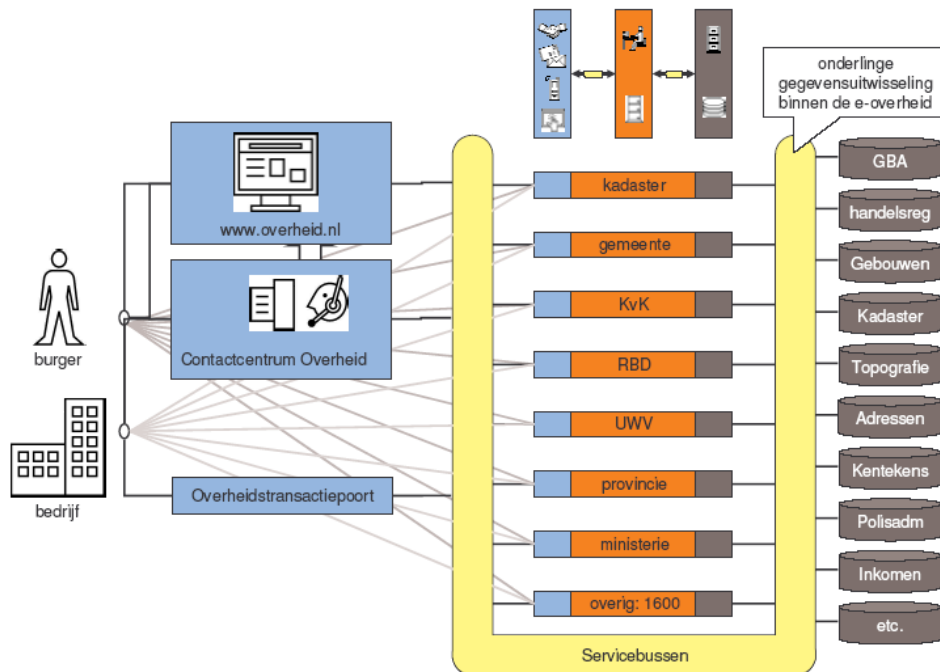 onderlinge
gegevensuitwisseling
binnen de e-overheid
www.overheid.nl
Contactcentrum Overheid
burger
bedrijf
Overheidstransactiepoort
kadaster
gemeente
KvK
RBD
UWV
provincie
ministerie
overig: 1600
Servicebussen
GBA
handelsreg
Gebouwen
Kadaster
Topografie
Adressen
Kentekens
Polisadm
Inkomen
etc.